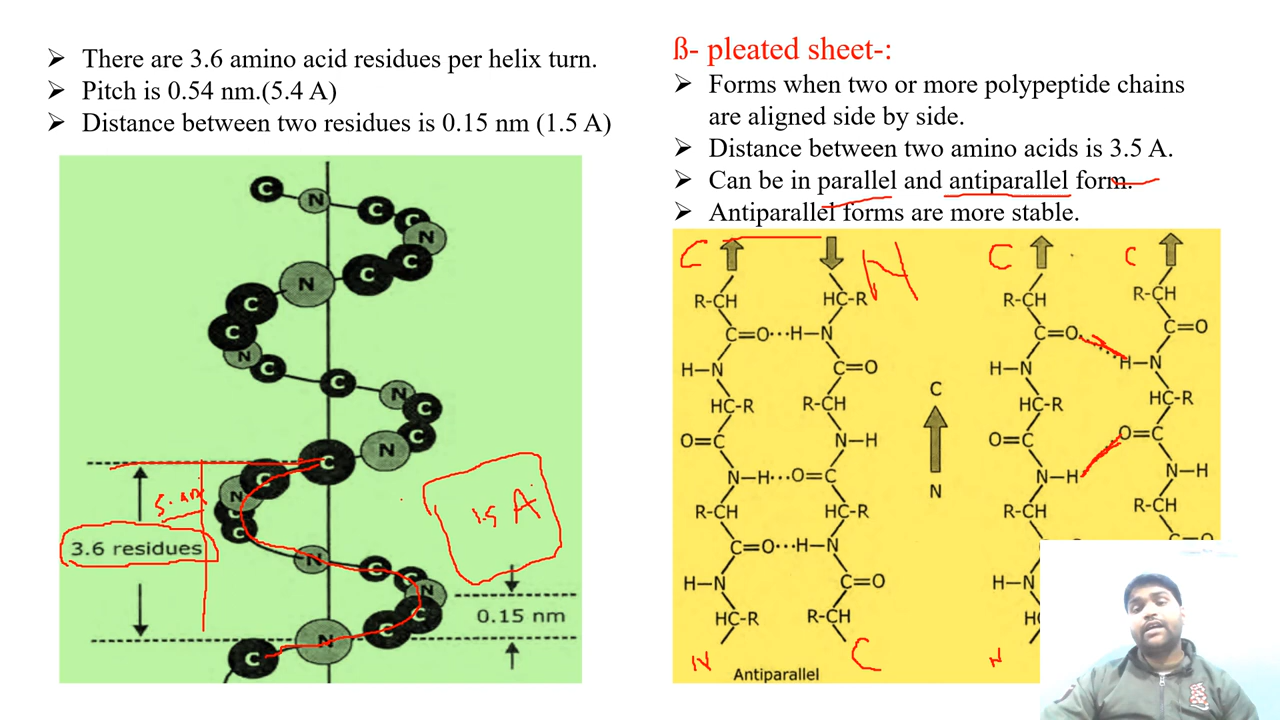 ➢ There are 3.6 amino acid residues per helix turn.
➢ Pitch is 0.54 nm.(5.4 A)
➢ Distance between two residues is 0.15 nm (1.5 A)
C N C C
N
N C C
C
C
N C C N C
C
C N
C
N
3.6 residues
C
N C C N
C
C
N
C
0.15 nm
1.5 A
ß- pleated sheet-:
➢ Forms when two or more polypeptide chains
are aligned side by side.
➢ Distance between two amino acids is 3.5 A.
➢ Can be in parallel and antiparallel form.
➢ Antiparallel forms are more stable.
C N
R-CH HC-R
C=O···H–N
H–N C=O
HC-R R-CH
O=C N–H
N–H···O=C
R-CH HC-R
C=O···H–N
H–N C=O
HC-R R-CH
N C
Antiparallel
C
N
C C
R-CH R-CH
C=O C=O
H–N H–N
HC-R HC-R
O=C O=C
N–H N–H
R-CH R-CH
C=O
H–N
N